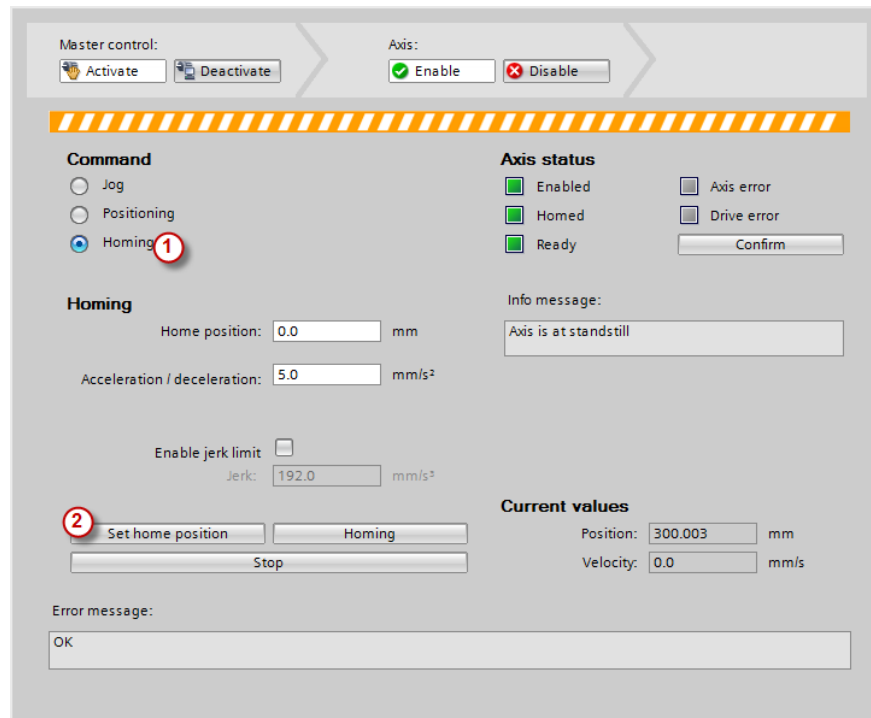 Master control:
Axis:
Activate
Deactivate
Enable
Disable
Command
Jog
Positioning
Homing
1
Axis status
Enabled
Axis error
Homed
Drive error
Ready
Confirm
Homing
Home position: 0.0 mm
Acceleration / deceleration: 5.0 mm/s²
Enable jerk limit
Jerk: 192.0 mm/s³
Info message:
Axis is at standstill
2
Set home position
Homing
Stop
Current values
Position: 300.003 mm
Velocity: 0.0 mm/s
Error message:
OK